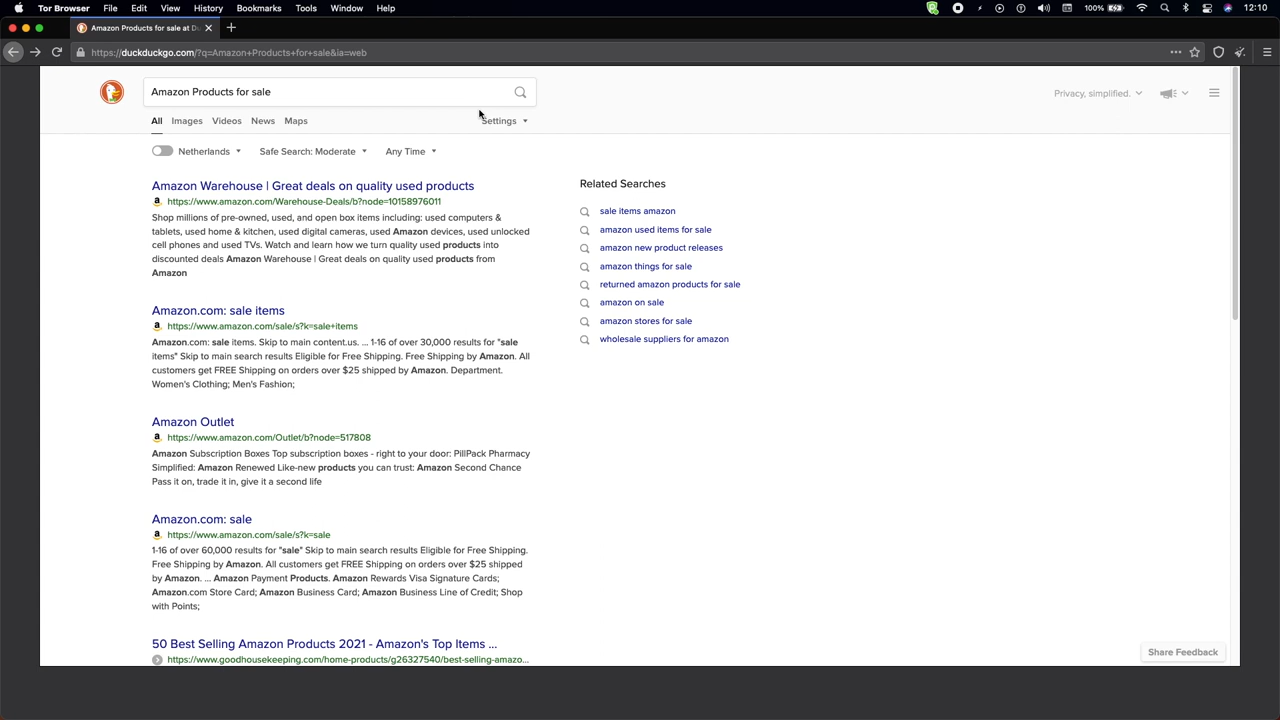 Tor Browser File Edit View History Bookmarks Tools Window Help 100% 12:10
Amazon Products for sale at Du
https://duckduckgo.com/?q=Amazon+Products+for+sale&ia=web
Amazon Products for sale
Privacy, simplified.
All Images Videos News Maps Settings
Netherlands Safe Search: Moderate Any Time
Amazon Warehouse | Great deals on quality used products
https://www.amazon.com/Warehouse-Deals/b?node=10158976011
Shop millions of pre-owned, used, and open box items including: used computers &
tablets, used home & kitchen, used digital cameras, used Amazon devices, used unlocked
cell phones and used TVs. Watch and learn how we turn quality used products into
discounted deals Amazon Warehouse | Great deals on quality used products from
Amazon
Amazon.com: sale items
https://www.amazon.com/sale/s?k=sale+items
Amazon.com: sale items. Skip to main content.us. ... 1-16 of over 30,000 results for "sale
items" Skip to main search results Eligible for Free Shipping. Free Shipping by Amazon. All
customers get FREE Shipping on orders over $25 shipped by Amazon. Department.
Women's Clothing; Men's Fashion;
Amazon Outlet
https://www.amazon.com/Outlet/b?node=517808
Amazon Subscription Boxes Top subscription boxes - right to your door: PillPack Pharmacy
Simplified: Amazon Renewed Like-new products you can trust: Amazon Second Chance
Pass it on, trade it in, give it a second life
Amazon.com: sale
https://www.amazon.com/sale/s?k=sale
1-16 of over 60,000 results for "sale" Skip to main search results Eligible for Free Shipping.
Free Shipping by Amazon. All customers get FREE Shipping on orders over $25 shipped
by Amazon. ... Amazon Payment Products. Amazon Rewards Visa Signature Cards;
Amazon.com Store Card; Amazon Business Card; Amazon Business Line of Credit; Shop
with Points;
50 Best Selling Amazon Products 2021 - Amazon's Top Items ...
https://www.goodhousekeeping.com/home-products/g26327540/best-selling-amazo...
Related Searches
sale items amazon
amazon used items for sale
amazon new product releases
amazon things for sale
returned amazon products for sale
amazon on sale
amazon stores for sale
wholesale suppliers for amazon
Share Feedback